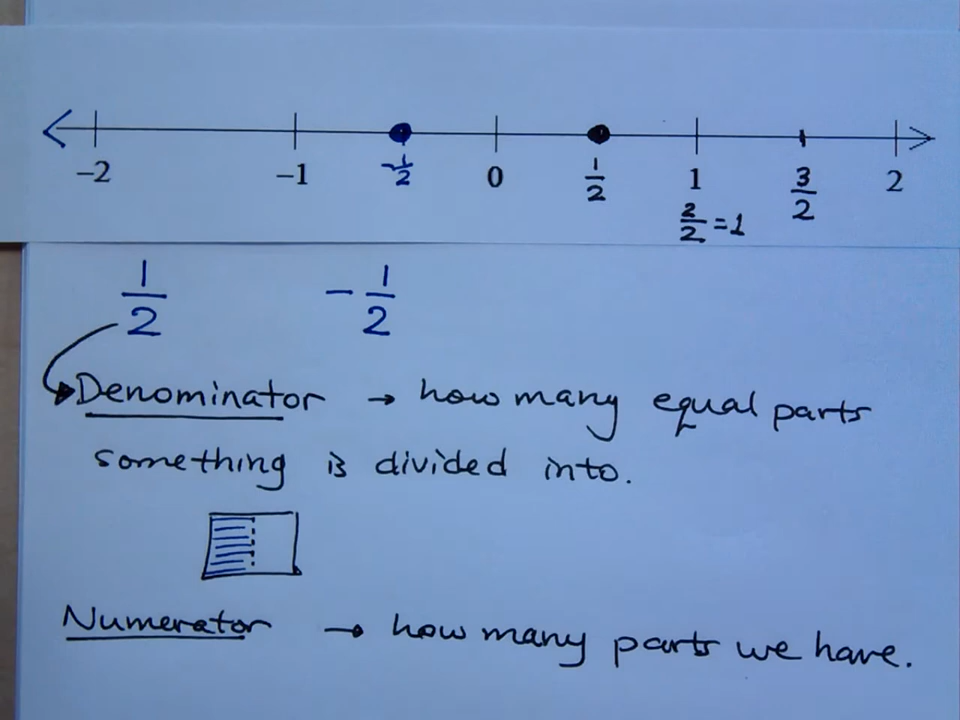 −2 −1 -1/2 0 1/2 1 3/2 2
2/2 = 1
1/2 - 1/2
Denominator → how many equal parts
something is divided into.
Numerator → how many parts we have.